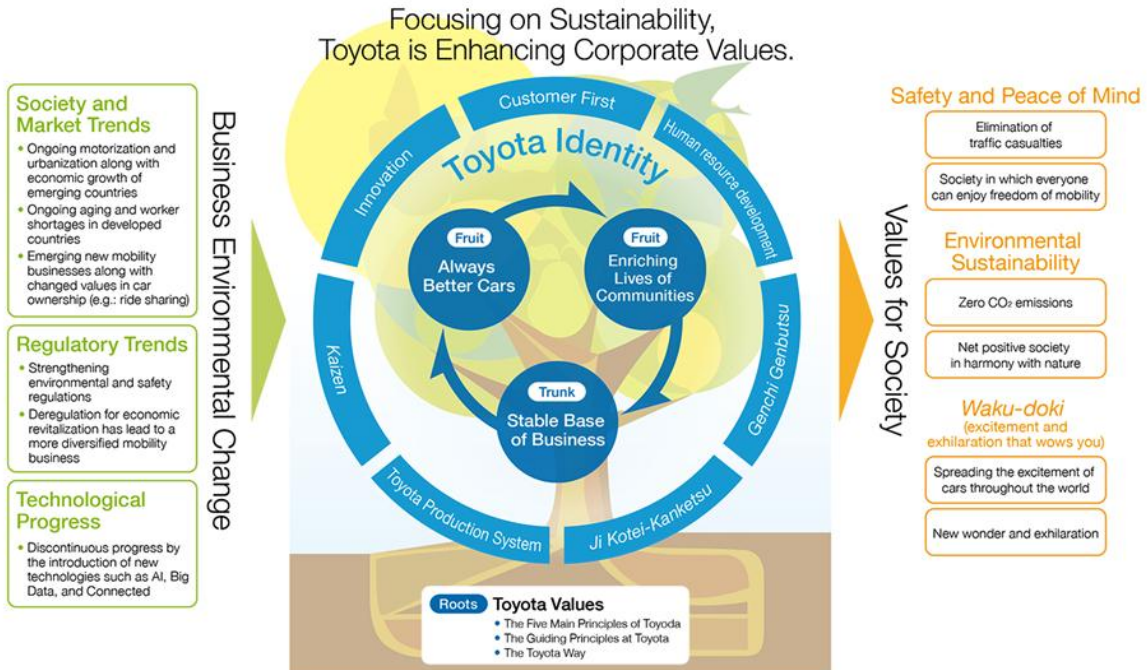 Focusing on Sustainability,
Toyota is Enhancing Corporate Values.
Society and
Market Trends
• Ongoing motorization and
urbanization along with
economic growth of
emerging countries
• Ongoing aging and worker
shortages in developed
countries
• Emerging new mobility
businesses along with
changed values in car
ownership (e.g.: ride sharing)
Regulatory Trends
• Strengthening
environmental and safety
regulations
• Deregulation for economic
revitalization has lead to a
more diversified mobility
business
Technological
Progress
• Discontinuous progress by
the introduction of new
technologies such as AI, Big
Data, and Connected
Business Environmental Change
Customer First
Human resource development
Genchi Genbutsu
Ji Kotei-Kanketsu
Toyota Production System
Kaizen
Innovation
Toyota Identity
Fruit
Always
Better Cars
Fruit
Enriching
Lives of
Communities
Trunk
Stable Base
of Business
Roots Toyota Values
• The Five Main Principles of Toyoda
• The Guiding Principles at Toyota
• The Toyota Way
Values for Society
Safety and Peace of Mind
Elimination of
traffic casualties
Society in which everyone
can enjoy freedom of mobility
Environmental
Sustainability
Zero CO₂ emissions
Net positive society
in harmony with nature
Waku-doki
(excitement and
exhilaration that wows you)
Spreading the excitement of
cars throughout the world
New wonder and exhilaration